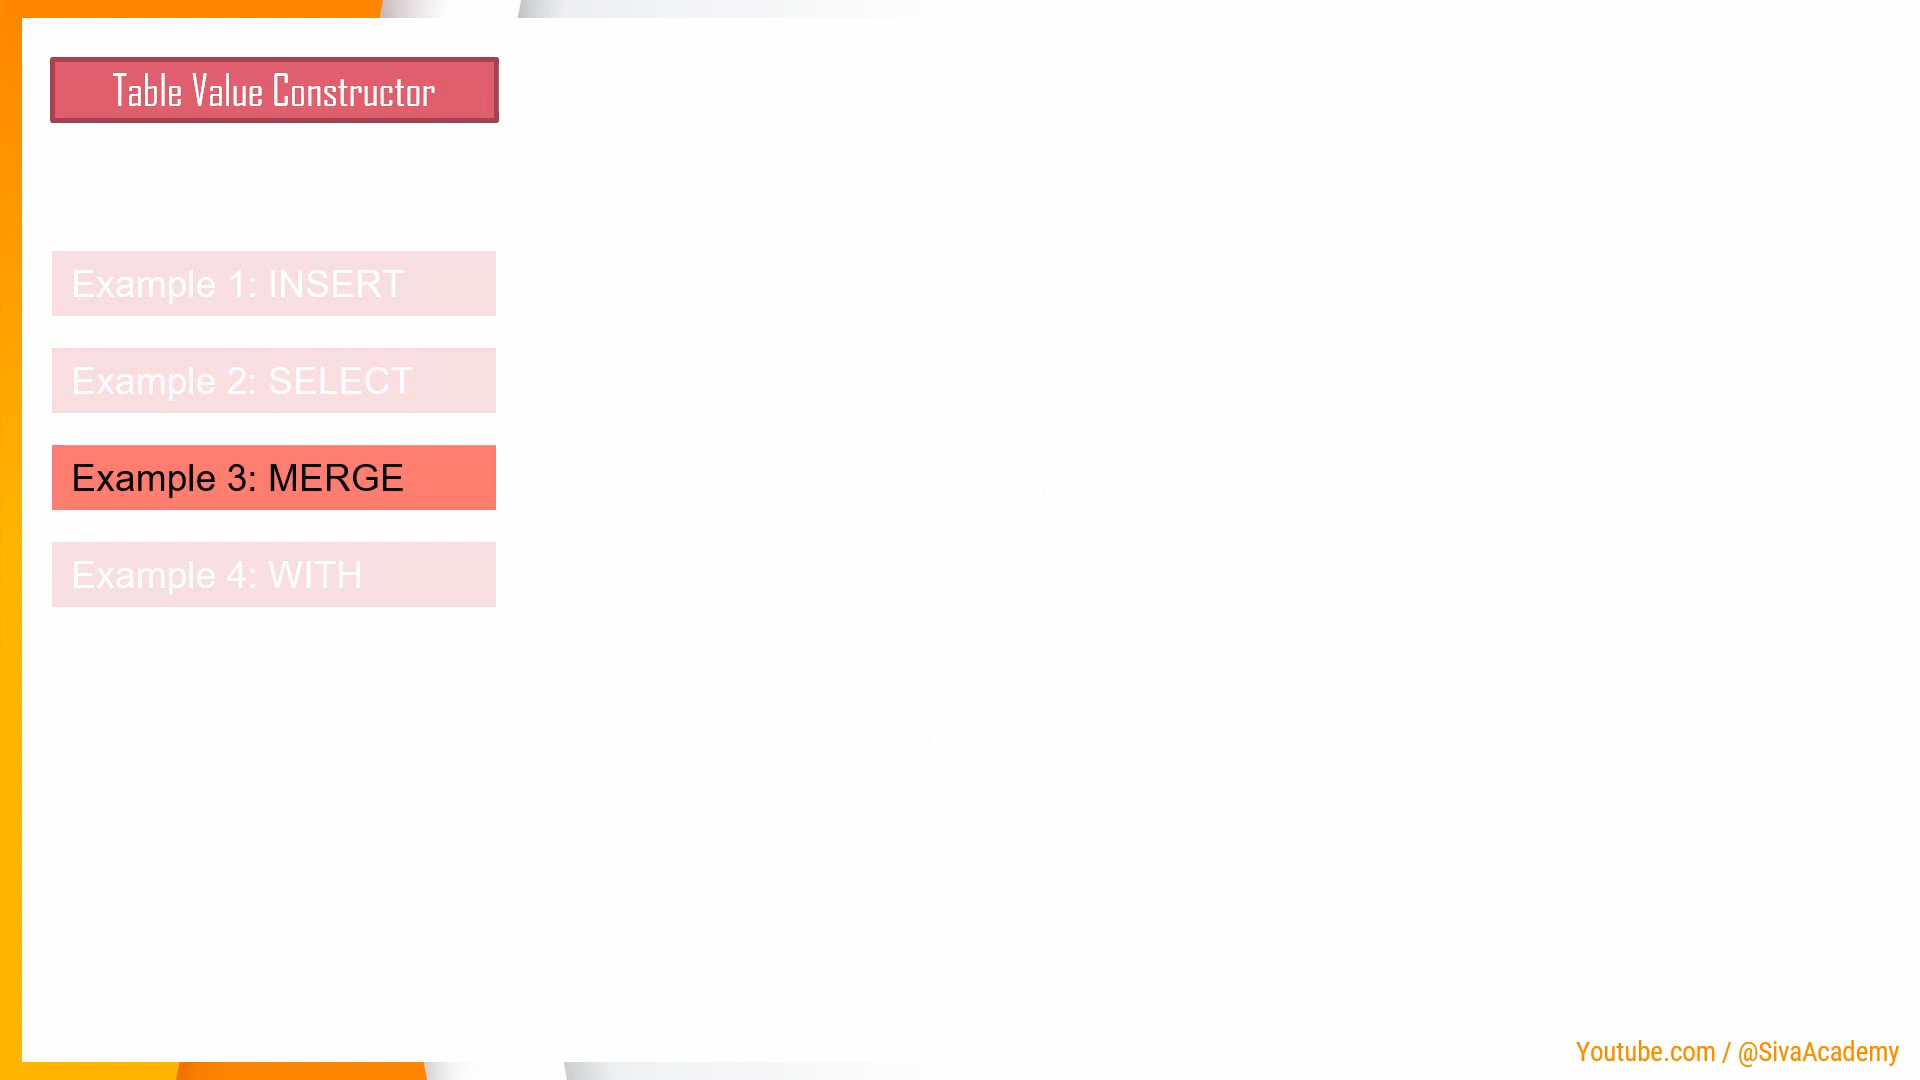 Table Value Constructor
Example 1: INSERT
Example 2: SELECT
Example 3: MERGE
Example 4: WITH
Youtube.com / @SivaAcademy